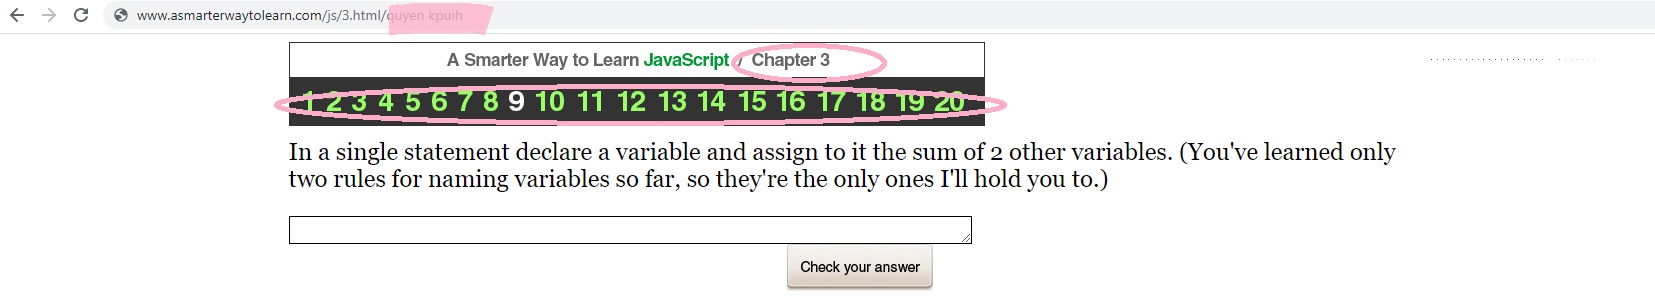 www.asmarterwaytolearn.com/js/3.html/quyen kpuih
A Smarter Way to Learn JavaScript / Chapter 3
1 2 3 4 5 6 7 8 9 10 11 12 13 14 15 16 17 18 19 20
In a single statement declare a variable and assign to it the sum of 2 other variables. (You've learned only
two rules for naming variables so far, so they're the only ones I'll hold you to.)
Check your answer